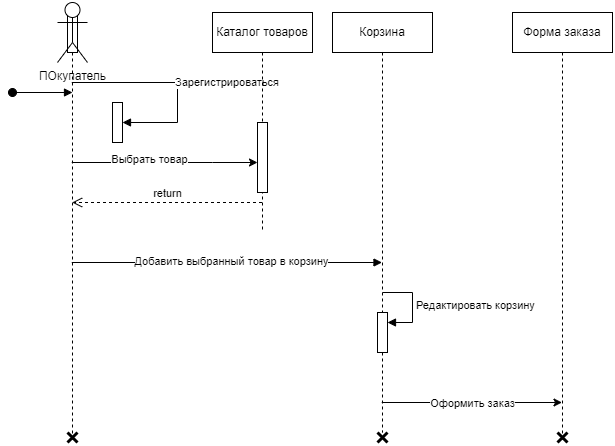 Каталог товаров
Корзина
Форма заказа
ПОкупатель
Зарегистрироваться
Выбрать товар
return
Добавить выбранный товар в корзину
Редактировать корзину
Оформить заказ